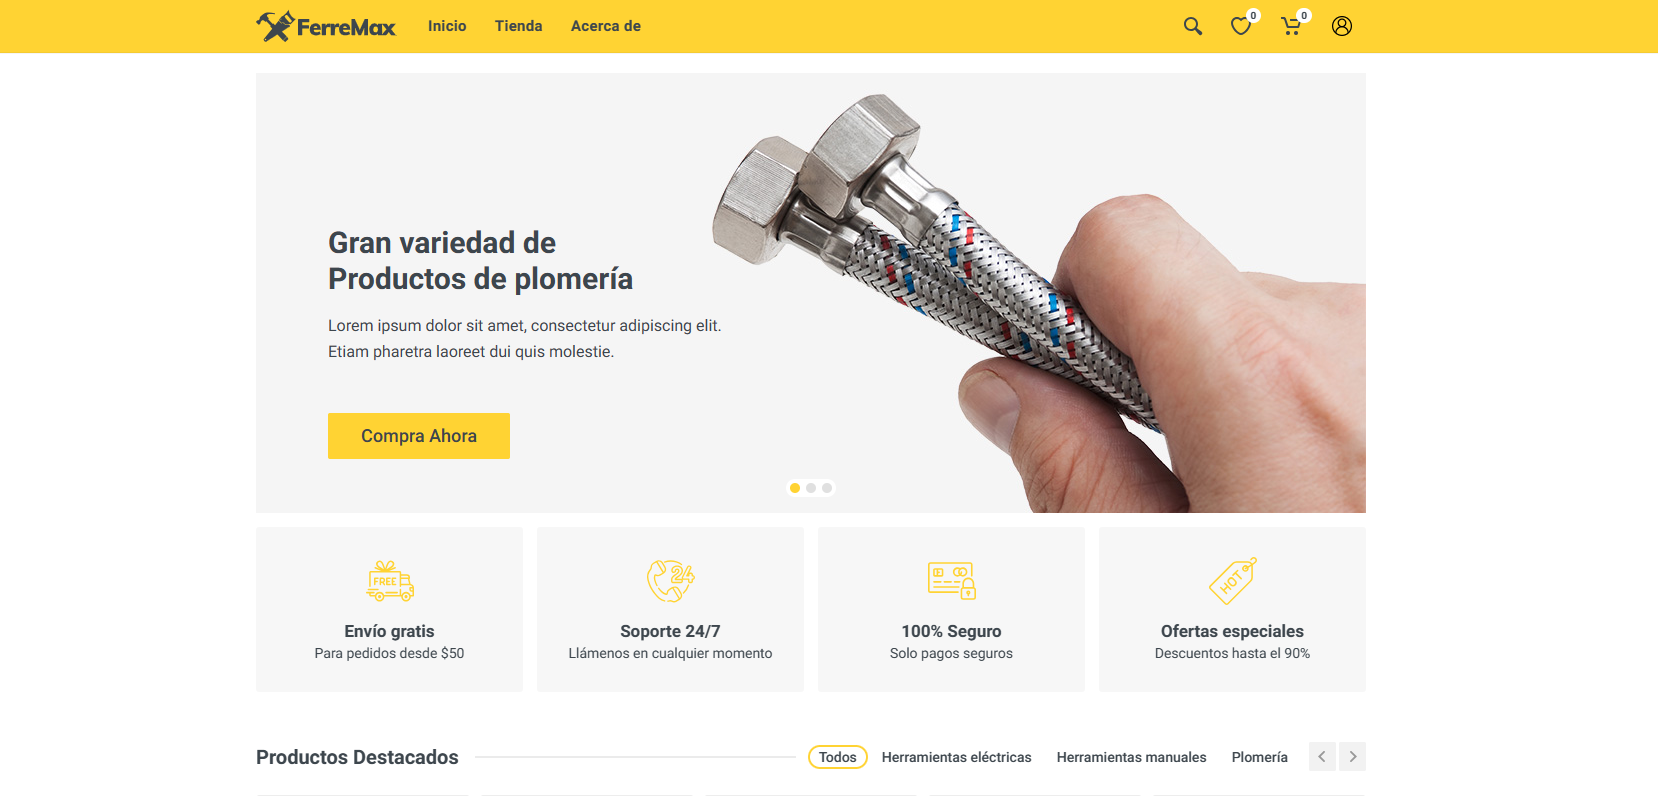 FerreMax
Inicio
Tienda
Acerca de
0
0
Gran variedad de
Productos de plomería
Lorem ipsum dolor sit amet, consectetur adipiscing elit.
Etiam pharetra laoreet dui quis molestie.
Compra Ahora
FREE
Envío gratis
Para pedidos desde $50
24
Soporte 24/7
Llámenos en cualquier momento
100% Seguro
Solo pagos seguros
HOT
Ofertas especiales
Descuentos hasta el 90%
Productos Destacados
Todos
Herramientas eléctricas
Herramientas manuales
Plomería